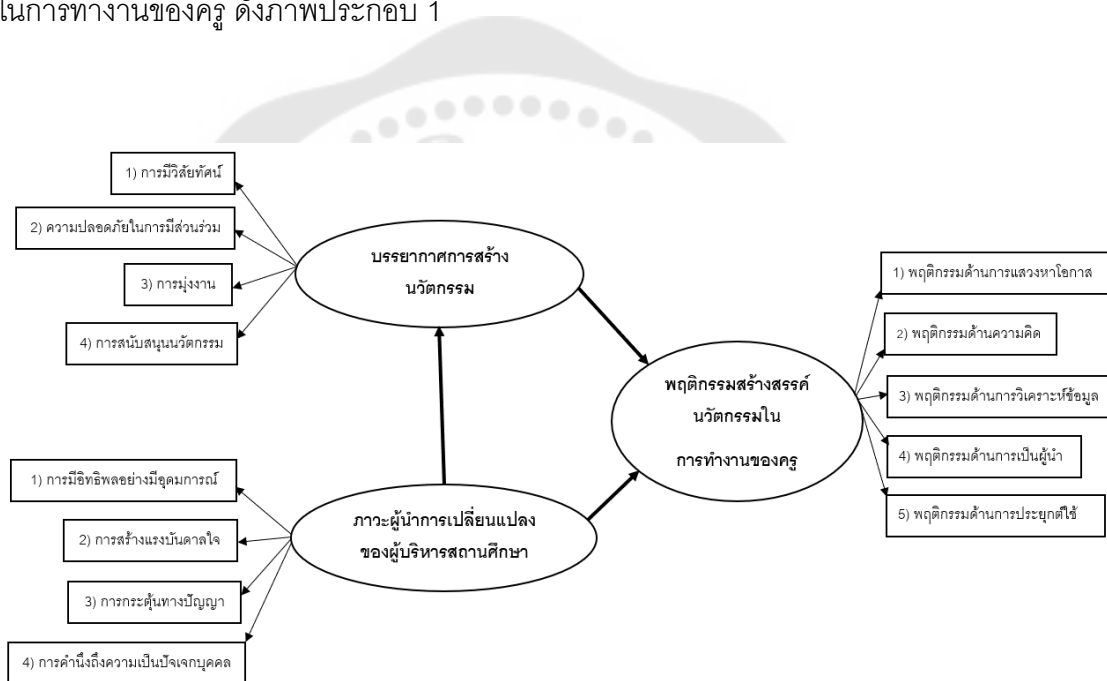 ในการทำงานของครู ดังภาพประกอบ 1
1) การมีวิสัยทัศน์
2) ความปลอดภัยในการมีส่วนร่วม
3) การมุ่งงาน
4) การสนับสนุนนวัตกรรม
บรรยากาศการสร้าง
นวัตกรรม
1) การมีอิทธิพลอย่างมีอุดมการณ์
2) การสร้างแรงบันดาลใจ
3) การกระตุ้นทางปัญญา
4) การคำนึงถึงความเป็นปัจเจกบุคคล
ภาวะผู้นำการเปลี่ยนแปลง
ของผู้บริหารสถานศึกษา
พฤติกรรมสร้างสรรค์
นวัตกรรมใน
การทำงานของครู
1) พฤติกรรมด้านการแสวงหาโอกาส
2) พฤติกรรมด้านความคิด
3) พฤติกรรมด้านการวิเคราะห์ข้อมูล
4) พฤติกรรมด้านการเป็นผู้นำ
5) พฤติกรรมด้านการประยุกต์ใช้